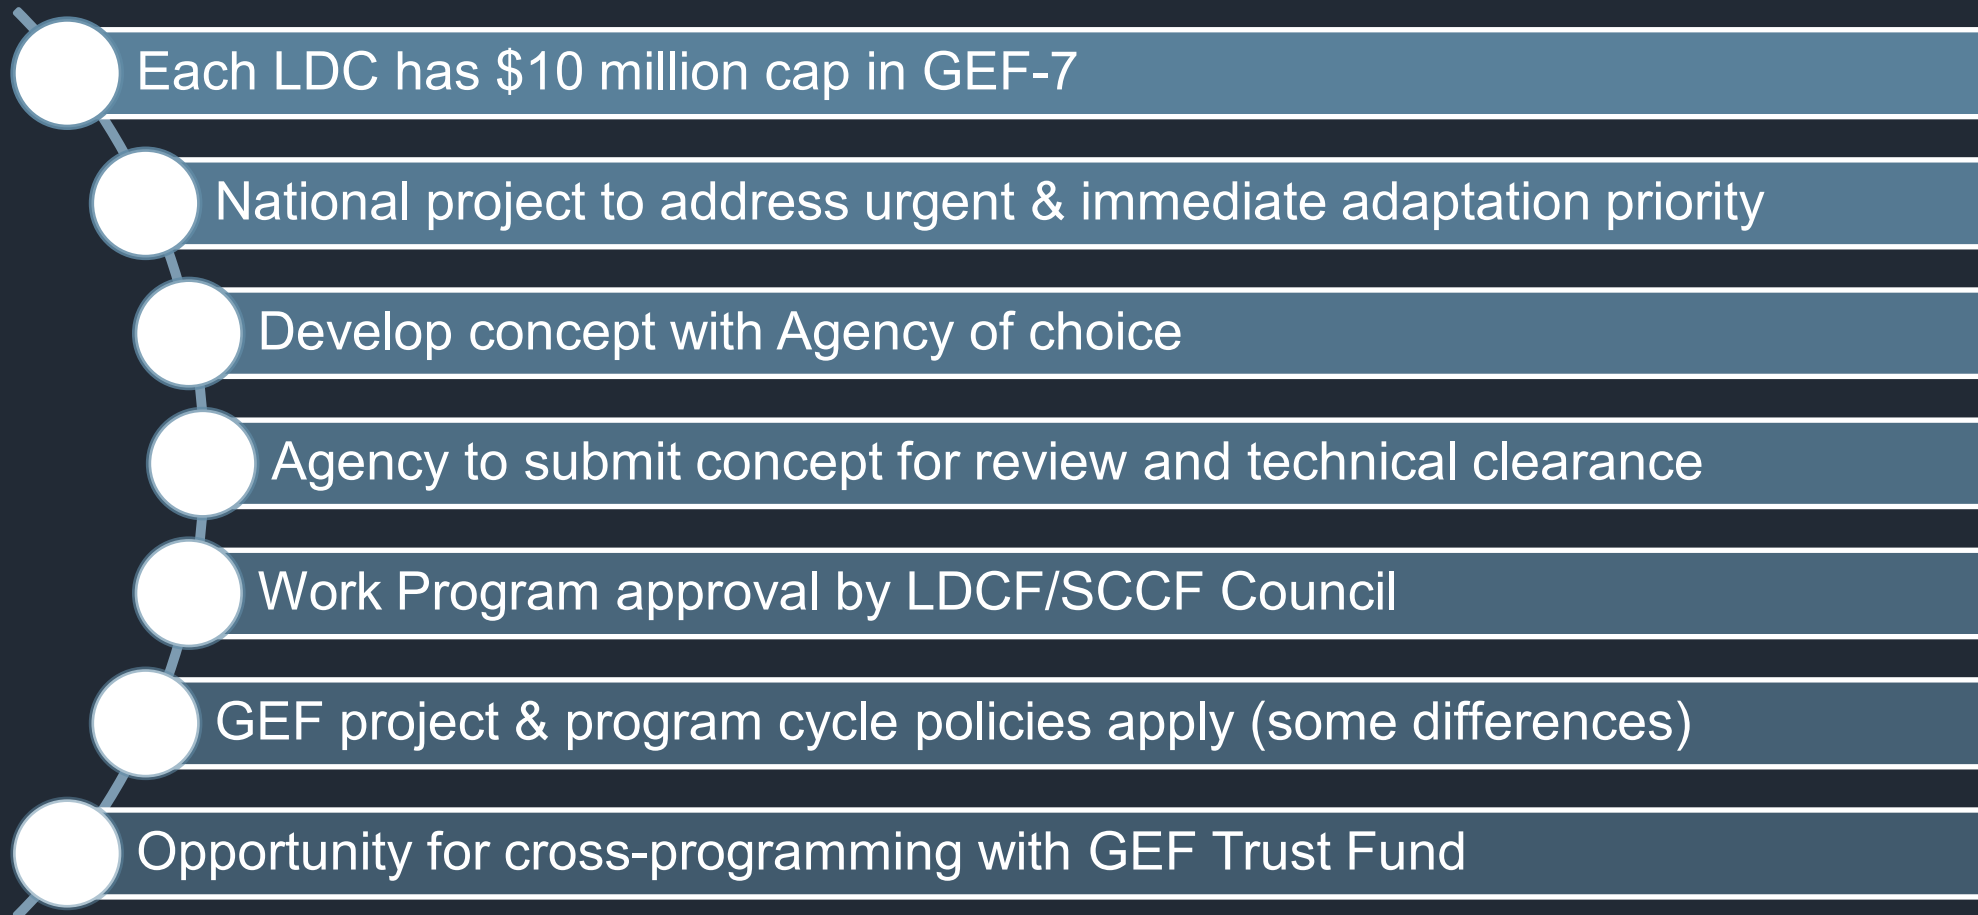 Each LDC has $10 million cap in GEF-7
National project to address urgent & immediate adaptation priority
Develop concept with Agency of choice
Agency to submit concept for review and technical clearance
Work Program approval by LDCF/SCCF Council
GEF project & program cycle policies apply (some differences)
Opportunity for cross-programming with GEF Trust Fund